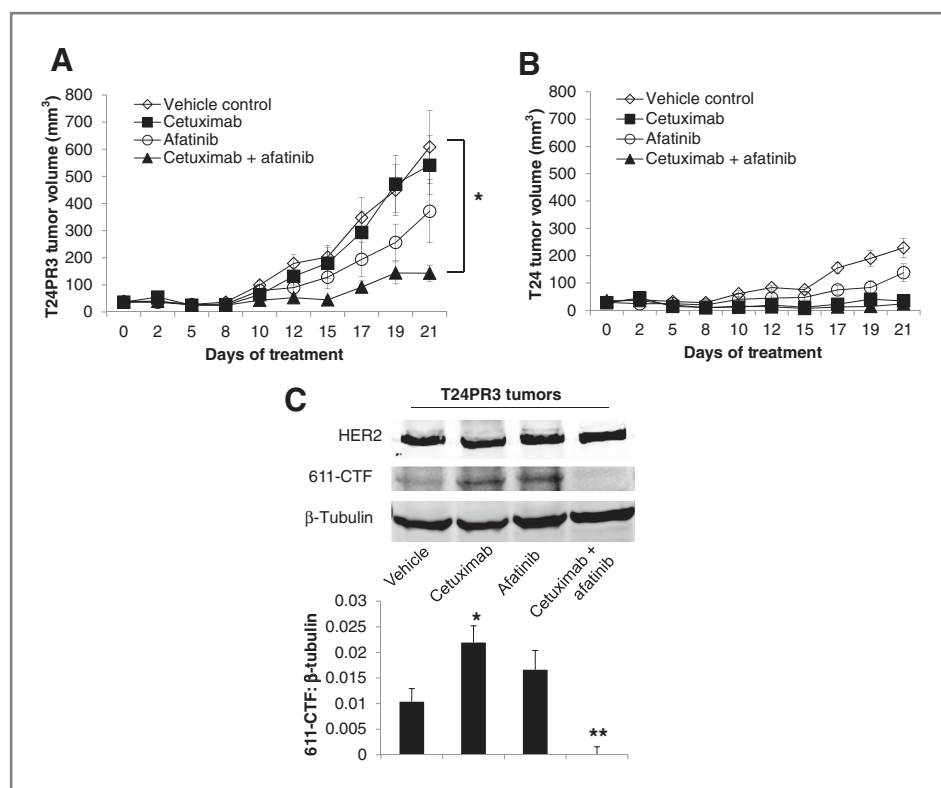 A
T24PR3 tumor volume (mm³)
800
700
600
500
400
300
200
100
0
Vehicle control
Cetuximab
Afatinib
Cetuximab + afatinib
*
0 2 5 8 10 12 15 17 19 21
Days of treatment
B
T24 tumor volume (mm³)
800
700
600
500
400
300
200
100
0
Vehicle control
Cetuximab
Afatinib
Cetuximab + afatinib
0 2 5 8 10 12 15 17 19 21
Days of treatment
C
T24PR3 tumors
HER2
611-CTF
β-Tubulin
Vehicle
Cetuximab
Afatinib
Cetuximab +
afatinib
611-CTF: β-tubulin
0.03
0.025
0.02
0.015
0.01
0.005
0
*
**